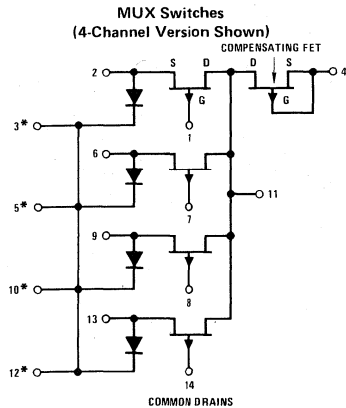 MUX Switches
(4-Channel Version Shown)
COMPENSATING FET
2 S D D S 4
G G
3* 1
6
5* 7 11
9
10* 8
13
12* 14
COMMON DRAINS